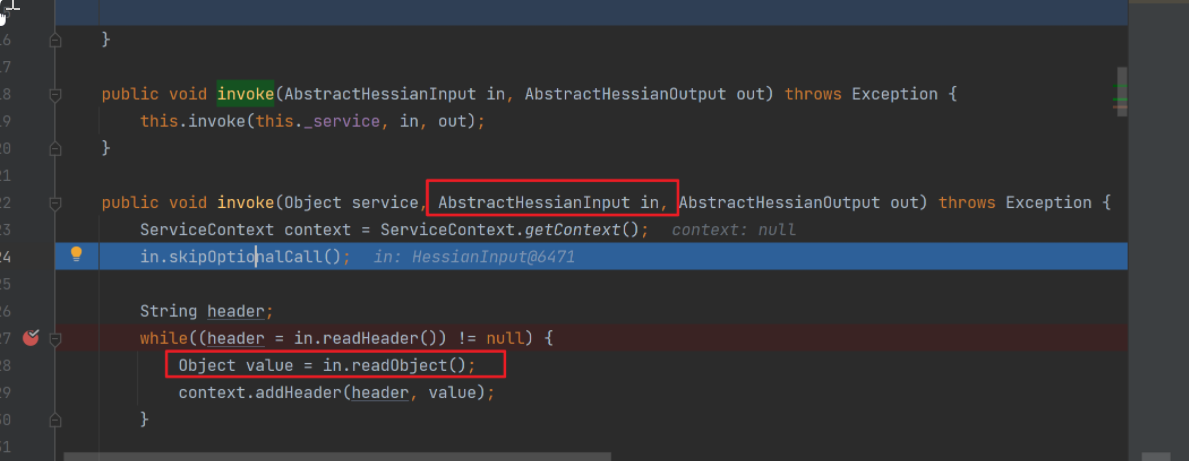 16 }
17
18 public void invoke(AbstractHessianInput in, AbstractHessianOutput out) throws Exception {
19 this.invoke(this._service, in, out);
20 }
21
22 public void invoke(Object service, AbstractHessianInput in, AbstractHessianOutput out) throws Exception {
23 ServiceContext context = ServiceContext.getContext(); context: null
24 in.skipOptionalCall(); in: HessianInput@6471
25
26 String header;
27 while((header = in.readHeader()) != null) {
28 Object value = in.readObject();
29 context.addHeader(header, value);
30 }
31